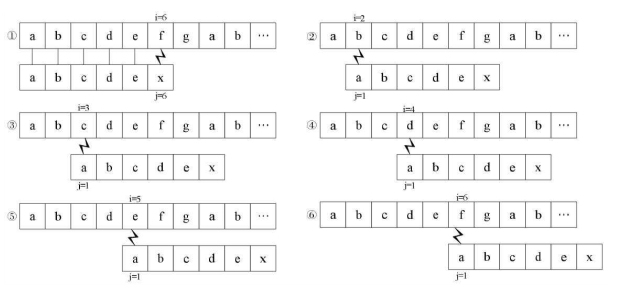 i=6
① a b c d e f g a b ...
a b c d e x
j=6
i=2
② a b c d e f g a b ...
a b c d e x
j=1
i=3
③ a b c d e f g a b ...
a b c d e x
j=1
i=4
④ a b c d e f g a b ...
a b c d e x
j=1
i=5
⑤ a b c d e f g a b ...
a b c d e x
j=1
i=6
⑥ a b c d e f g a b ...
a b c d e x
j=1